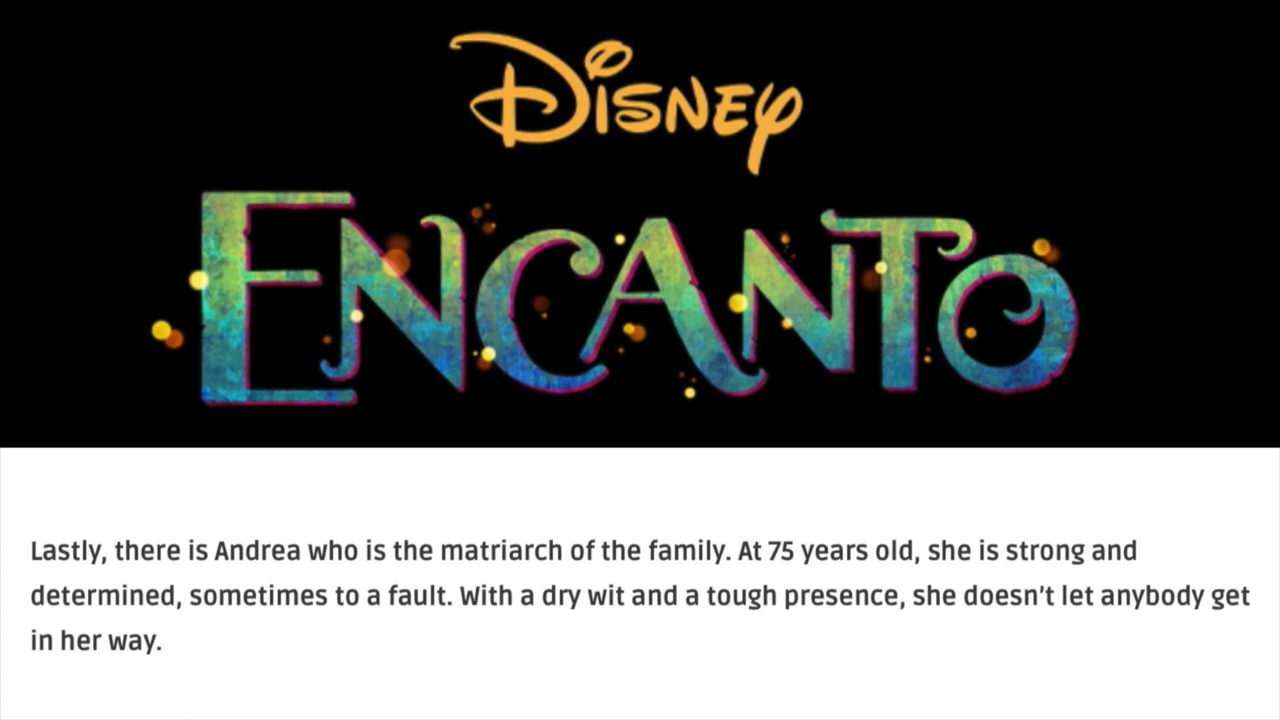 Disney
ENCANTO
Lastly, there is Andrea who is the matriarch of the family. At 75 years old, she is strong and
determined, sometimes to a fault. With a dry wit and a tough presence, she doesn’t let anybody get
in her way.